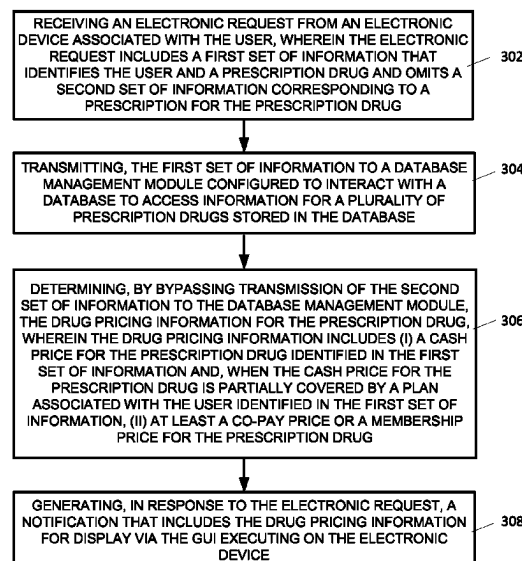 RECEIVING AN ELECTRONIC REQUEST FROM AN ELECTRONIC
DEVICE ASSOCIATED WITH THE USER, WHEREIN THE ELECTRONIC
REQUEST INCLUDES A FIRST SET OF INFORMATION THAT
IDENTIFIES THE USER AND A PRESCRIPTION DRUG AND OMITS A
SECOND SET OF INFORMATION CORRESPONDING TO A
PRESCRIPTION FOR THE PRESCRIPTION DRUG
302
TRANSMITTING, THE FIRST SET OF INFORMATION TO A DATABASE
MANAGEMENT MODULE CONFIGURED TO INTERACT WITH A
DATABASE TO ACCESS INFORMATION FOR A PLURALITY OF
PRESCRIPTION DRUGS STORED IN THE DATABASE
304
DETERMINING, BY BYPASSING TRANSMISSION OF THE SECOND
SET OF INFORMATION TO THE DATABASE MANAGEMENT MODULE,
THE DRUG PRICING INFORMATION FOR THE PRESCRIPTION DRUG,
WHEREIN THE DRUG PRICING INFORMATION INCLUDES (I) A CASH
PRICE FOR THE PRESCRIPTION DRUG IDENTIFIED IN THE FIRST
SET OF INFORMATION AND, WHEN THE CASH PRICE FOR THE
PRESCRIPTION DRUG IS PARTIALLY COVERED BY A PLAN
ASSOCIATED WITH THE USER IDENTIFIED IN THE FIRST SET OF
INFORMATION, (II) AT LEAST A CO-PAY PRICE OR A MEMBERSHIP
PRICE FOR THE PRESCRIPTION DRUG
306
GENERATING, IN RESPONSE TO THE ELECTRONIC REQUEST, A
NOTIFICATION THAT INCLUDES THE DRUG PRICING INFORMATION
FOR DISPLAY VIA THE GUI EXECUTING ON THE ELECTRONIC
DEVICE
308